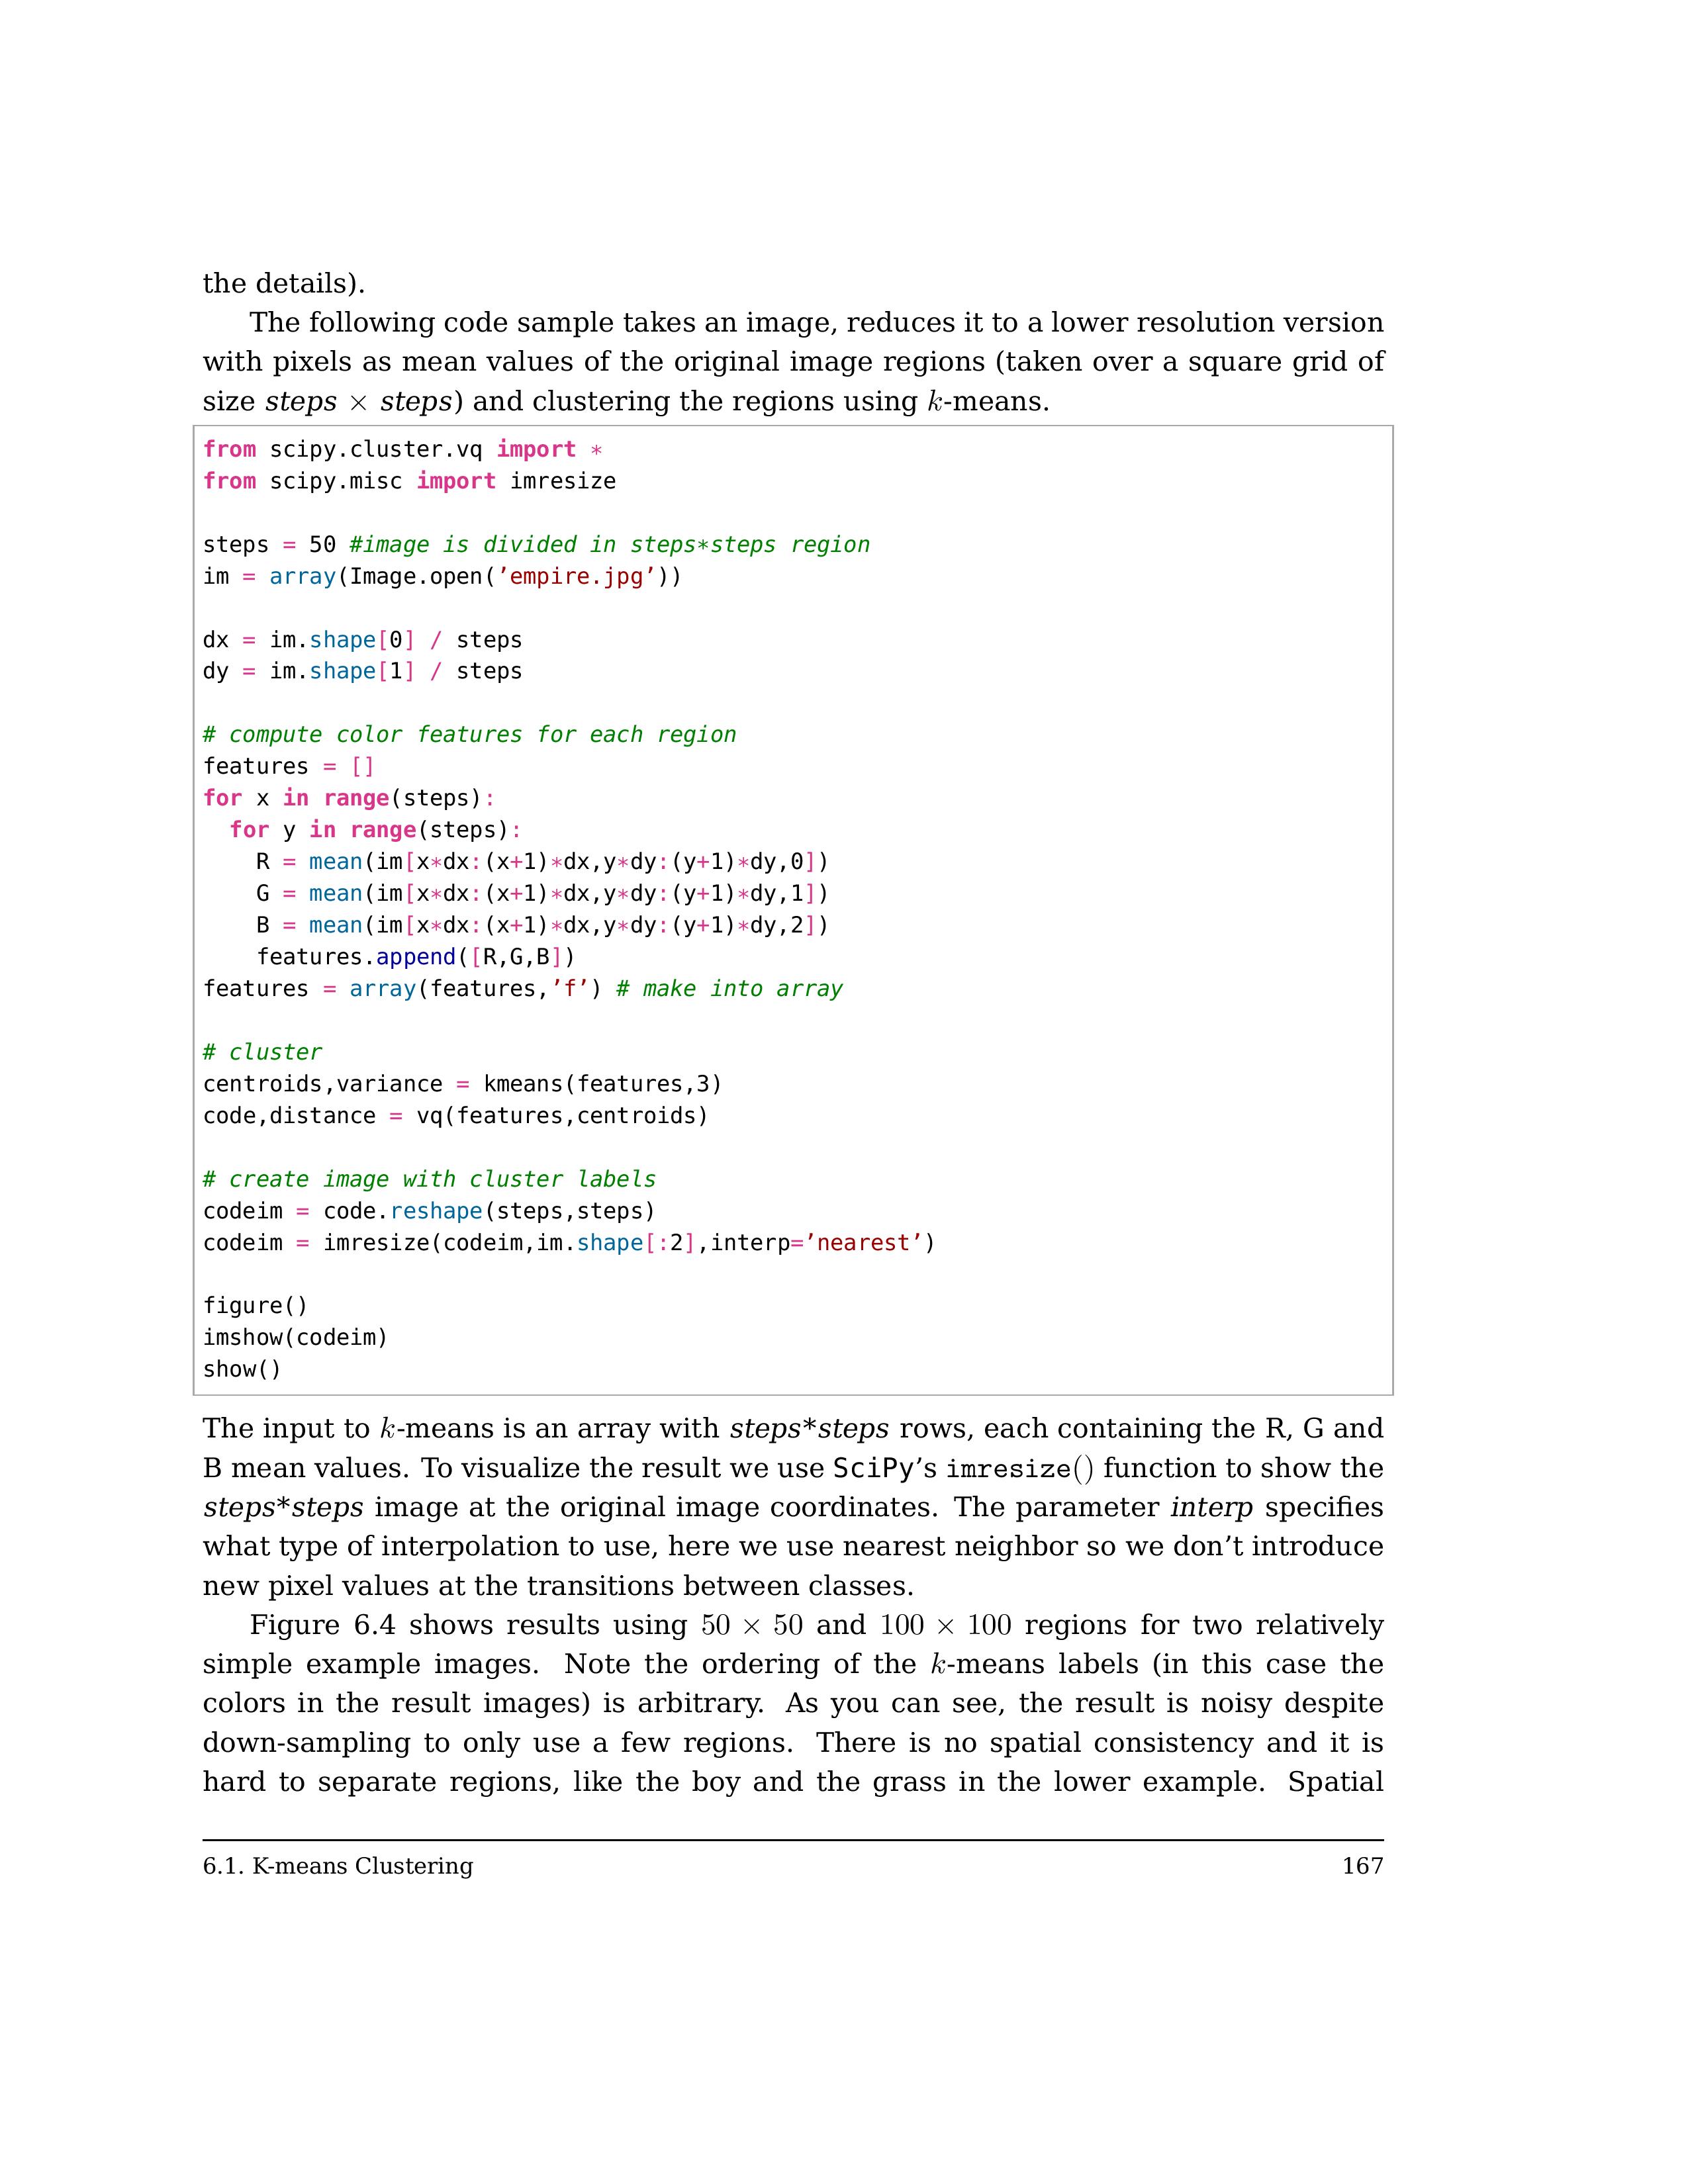 the details).
The following code sample takes an image, reduces it to a lower resolution version
with pixels as mean values of the original image regions (taken over a square grid of
size steps × steps) and clustering the regions using k-means.
from scipy.cluster.vq import *
from scipy.misc import imresize
steps = 50 #image is divided in steps*steps region
im = array(Image.open(’empire.jpg’))
dx = im.shape[0] / steps
dy = im.shape[1] / steps
# compute color features for each region
features = []
for x in range(steps):
  for y in range(steps):
    R = mean(im[x*dx:(x+1)*dx,y*dy:(y+1)*dy,0])
    G = mean(im[x*dx:(x+1)*dx,y*dy:(y+1)*dy,1])
    B = mean(im[x*dx:(x+1)*dx,y*dy:(y+1)*dy,2])
    features.append([R,G,B])
features = array(features,’f’) # make into array
# cluster
centroids,variance = kmeans(features,3)
code,distance = vq(features,centroids)
# create image with cluster labels
codeim = code.reshape(steps,steps)
codeim = imresize(codeim,im.shape[:2],interp=’nearest’)
figure()
imshow(codeim)
show()
The input to k-means is an array with steps*steps rows, each containing the R, G and
B mean values. To visualize the result we use SciPy’s imresize() function to show the
steps*steps image at the original image coordinates. The parameter interp specifies
what type of interpolation to use, here we use nearest neighbor so we don’t introduce
new pixel values at the transitions between classes.
Figure 6.4 shows results using 50 × 50 and 100 × 100 regions for two relatively
simple example images. Note the ordering of the k-means labels (in this case the
colors in the result images) is arbitrary. As you can see, the result is noisy despite
down-sampling to only use a few regions. There is no spatial consistency and it is
hard to separate regions, like the boy and the grass in the lower example. Spatial
6.1. K-means Clustering 167